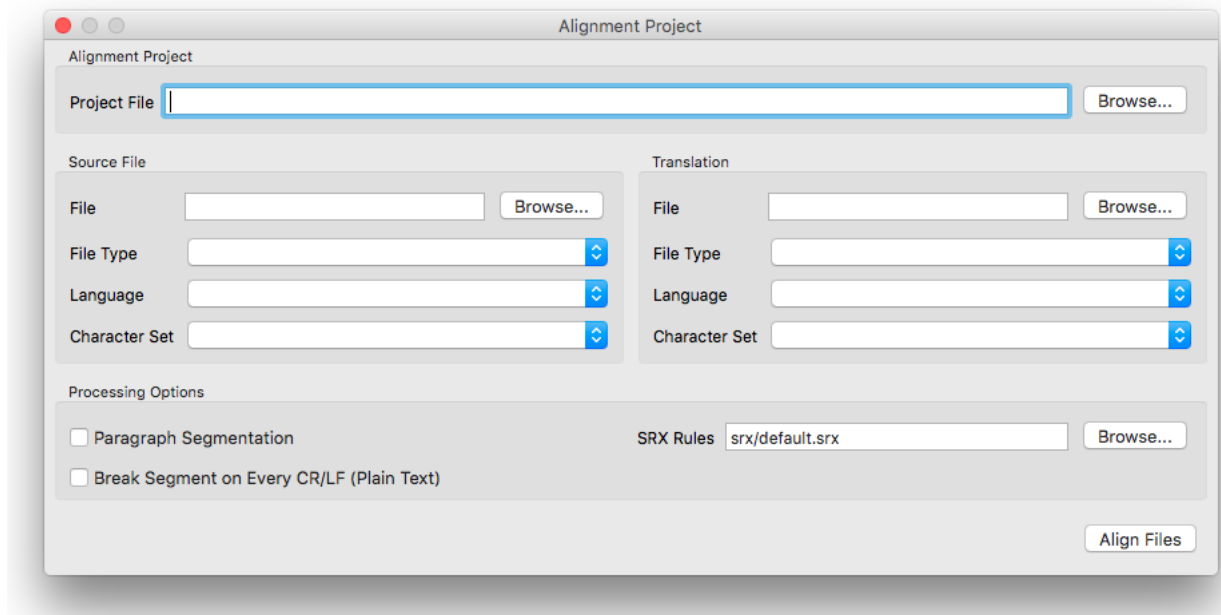 Alignment Project
Alignment Project
Project File Browse...
Source File Translation
File Browse... File Browse...
File Type File Type
Language Language
Character Set Character Set
Processing Options
Paragraph Segmentation SRX Rules srx/default.srx Browse...
Break Segment on Every CR/LF (Plain Text)
Align Files